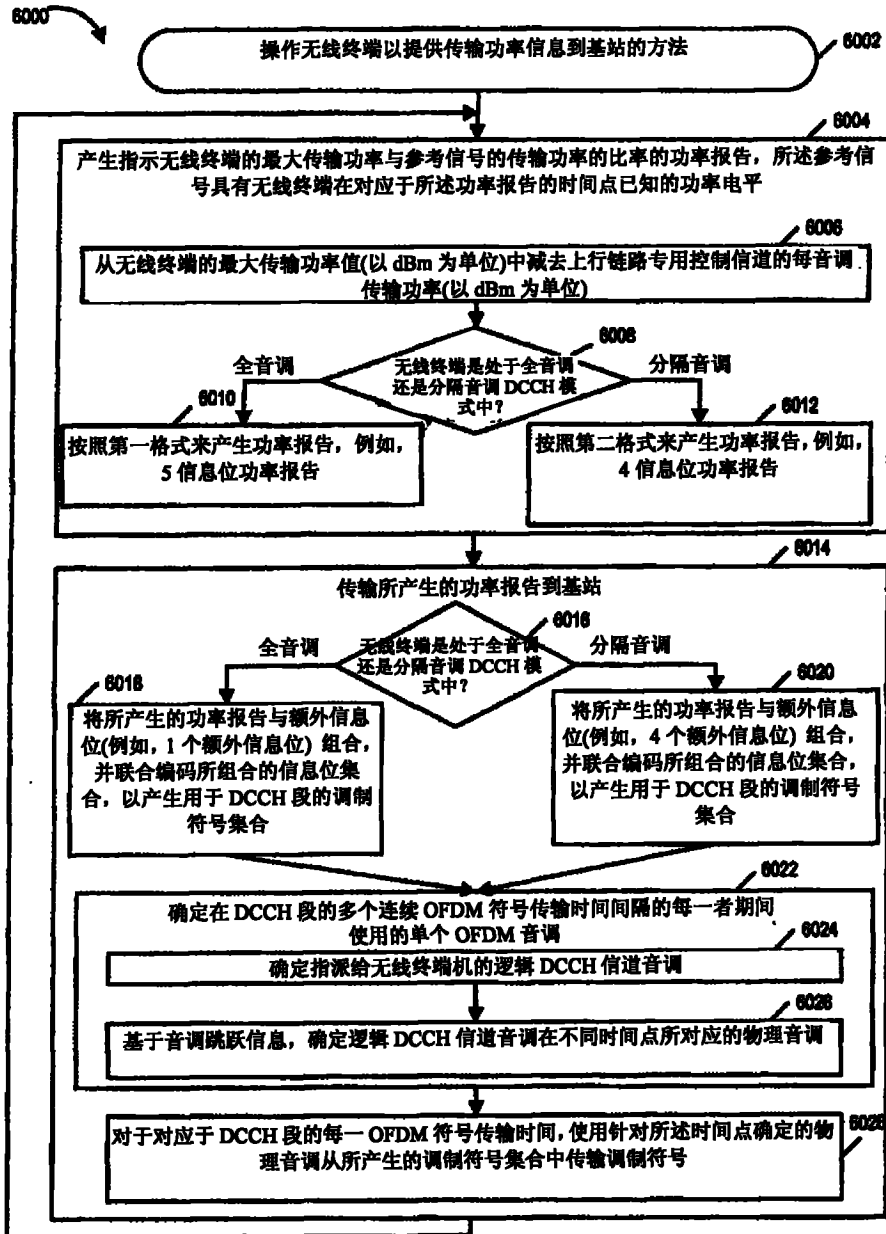 6000
操作无线终端以提供传输功率信息到基站的方法
6002
6004
产生指示无线终端的最大传输功率与参考信号的传输功率的比率的功率报告，所述参考信
号具有无线终端在对应于所述功率报告的时间点已知的功率电平
6006
从无线终端的最大传输功率值(以 dBm 为单位)中减去上行链路专用控制信道的每音调
传输功率(以 dBm 为单位)
6008
全音调
无线终端是处于全音调
还是分隔音调 DCCH 模
式中？
分隔音调
6010
按照第一格式来产生功率报告，例如，
5 信息位功率报告
6012
按照第二格式来产生功率报告，例如，
4 信息位功率报告
6014
传输所产生的功率报告到基站
6016
全音调
无线终端是处于全音调
还是分隔音调 DCCH 模
式中？
分隔音调
6018
将所产生的功率报告与额外信息
位(例如，1 个额外信息位) 组合，
并联合编码所组合的信息位集
合，以产生用于 DCCH 段的调制
符号集合
6020
将所产生的功率报告与额外信息
位(例如，4 个额外信息位) 组合，
并联合编码所组合的信息位集合，
以产生用于 DCCH 段的调制符号
集合
6022
确定在 DCCH 段的多个连续 OFDM 符号传输时间间隔的每一者期间
使用的单个 OFDM 音调
6024
确定指派给无线终端机的逻辑 DCCH 信道音调
6026
基于音调跳跃信息，确定逻辑 DCCH 信道音调在不同时间点所对应的物理音调
6028
对于对应于 DCCH 段的每一 OFDM 符号传输时间，使用针对所述时间点确定的物
理音调从所产生的调制符号集合中传输调制符号